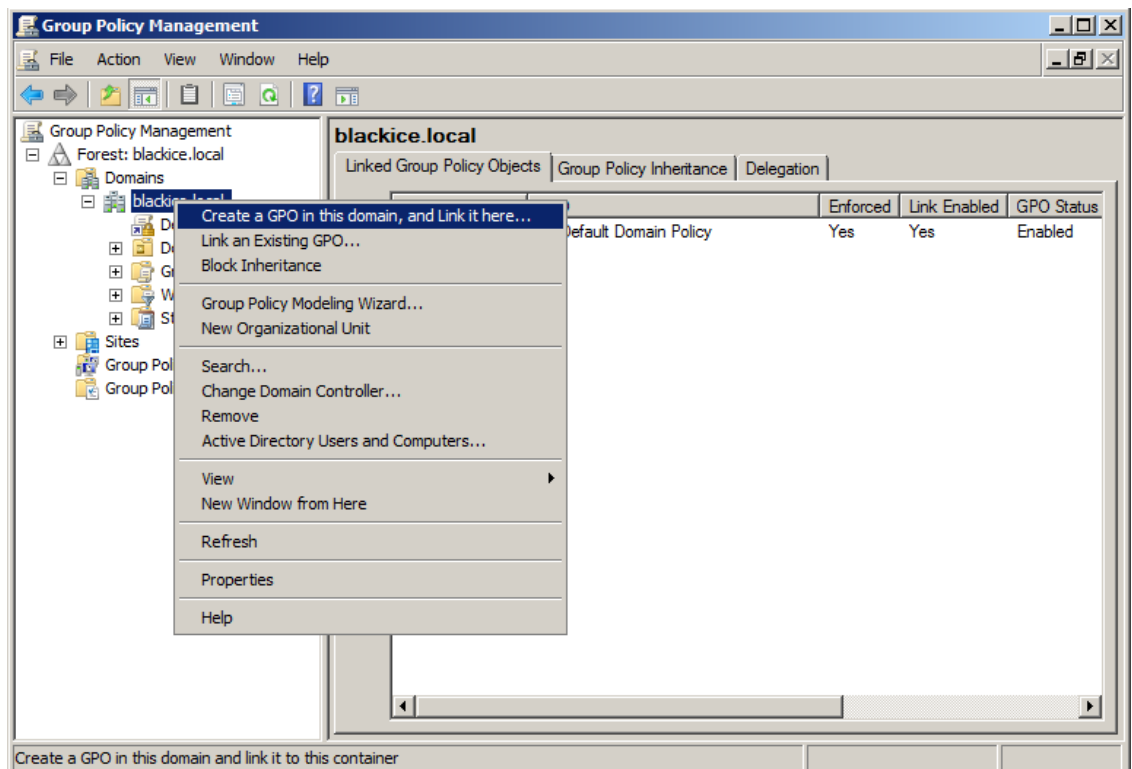 Group Policy Management
File Action View Window Help
Group Policy Management
Forest: blackice.local
Domains
blackice.local
Sites
Group Pol
Group Pol
Create a GPO in this domain, and Link it here...
Link an Existing GPO...
Block Inheritance
Group Policy Modeling Wizard...
New Organizational Unit
Search...
Change Domain Controller...
Remove
Active Directory Users and Computers...
View
New Window from Here
Refresh
Properties
Help
blackice.local
Linked Group Policy Objects Group Policy Inheritance Delegation
Enforced Link Enabled GPO Status
Default Domain Policy Yes Yes Enabled
Create a GPO in this domain and link it to this container